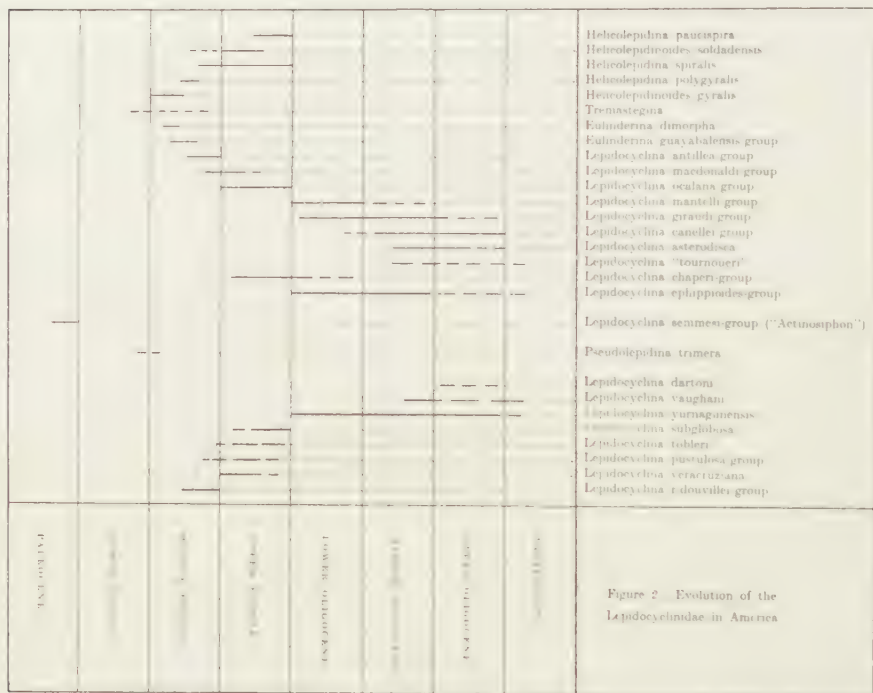 Helicolepidina paucispira
Helicolepidinoides soldadensis
Helicolepidina spiralis
Helicolepidina polygyralis
Helicolepidinoides gyralis
Tremastegina
Eulinderina dimorpha
Eulinderina guayabalensis-group
Lepidocyclina antillea-group
Lepidocyclina macdonaldi-group
Lepidocyclina ocalana-group
Lepidocyclina mantelli-group
Lepidocyclina giraudi-group
Lepidocyclina canellei-group
Lepidocyclina asterodisca
Lepidocyclina "tournoueri"
Lepidocyclina chaperi-group
Lepidocyclina ephippioides-group
Lepidocyclina semmesi-group ("Actinosiphon")
Pseudolepidina trimera
Lepidocyclina dartoni
Lepidocyclina vaughani
Lepidocyclina yurnagunensis
subglobosa
Lepidocyclina tobleri
Lepidocyclina pustulosa group
Lepidocyclina veracruziana
Lepidocyclina r-douvillei group
PALEOCENE
LOWER OLIGOCENE
Figure 2 Evolution of the
Lepidocyclinidae in America